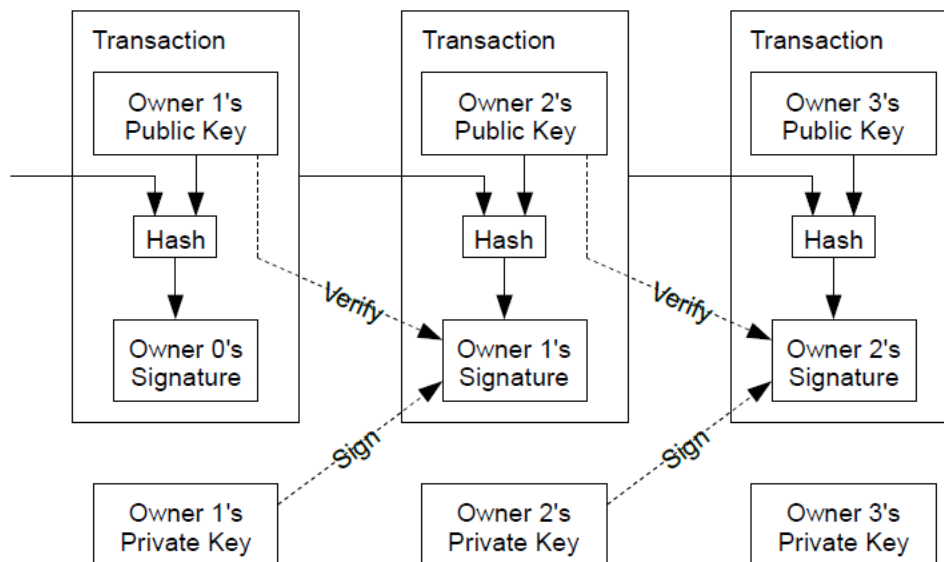 Transaction
Owner 1's
Public Key
Hash
Owner 0's
Signature
Transaction
Owner 2's
Public Key
Hash
Verify
Owner 1's
Signature
Sign
Transaction
Owner 3's
Public Key
Hash
Verify
Owner 2's
Signature
Sign
Owner 1's
Private Key
Owner 2's
Private Key
Owner 3's
Private Key